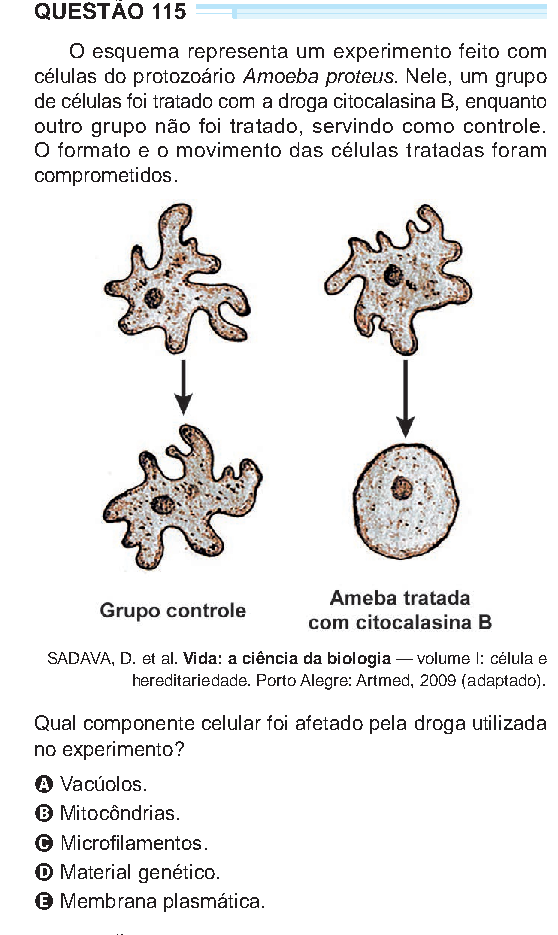 QUESTÃO 115
O esquema representa um experimento feito com
células do protozoário Amoeba proteus. Nele, um grupo
de células foi tratado com a droga citocalasina B, enquanto
outro grupo não foi tratado, servindo como controle.
O formato e o movimento das células tratadas foram
comprometidos.
Grupo controle
Ameba tratada
com citocalasina B
SADAVA, D. et al. Vida: a ciência da biologia — volume I: célula e
hereditariedade. Porto Alegre: Artmed, 2009 (adaptado).
Qual componente celular foi afetado pela droga utilizada
no experimento?
A Vacúolos.
B Mitocôndrias.
C Microfilamentos.
D Material genético.
E Membrana plasmática.